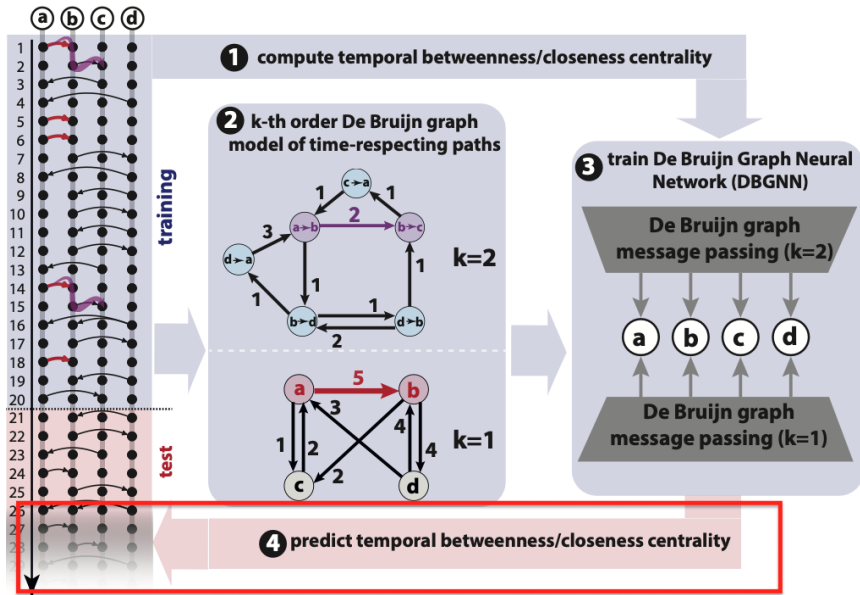 a b c d
1
2
3
4
5
6
7
8
9
10
11
12
13
14
15
16
17
18
19
20
21
22
23
24
25
26
27
28
training
test
1 compute temporal betweenness/closeness centrality
2 k-th order De Bruijn graph
model of time-respecting paths
c→a
1 1
a→b 2 b→c
3
d→a
k=2
1 1
1 1
b→d d→b
2
a 5 b
3
1 2 4 4
2
k=1
c d
3 train De Bruijn Graph Neural
Network (DBGNN)
De Bruijn graph
message passing (k=2)
a b c d
De Bruijn graph
message passing (k=1)
4 predict temporal betweenness/closeness centrality